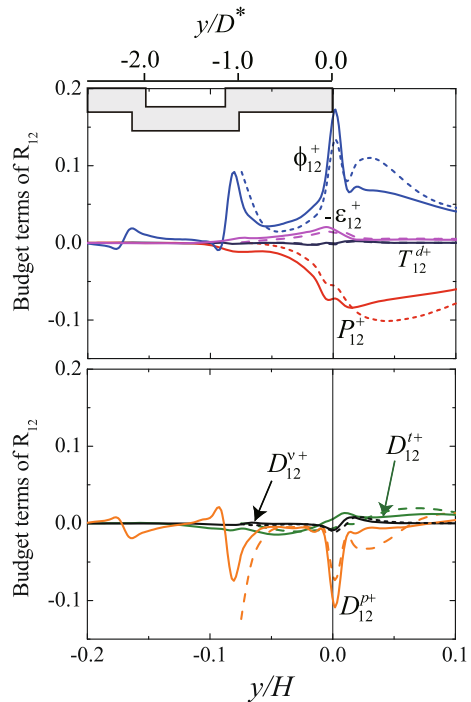 y/D*
-2.0 -1.0 0.0
0.2
0.1
0.0
-0.1
Budget terms of R₁₂
ϕ₁₂⁺
-ε₁₂⁺
T₁₂ᵈ⁺
P₁₂⁺
0.2
0.1
0.0
-0.1
Budget terms of R₁₂
D₁₂ᵛ⁺
D₁₂ᵗ⁺
D₁₂ᵖ⁺
-0.2 -0.1 0.0 0.1
y/H